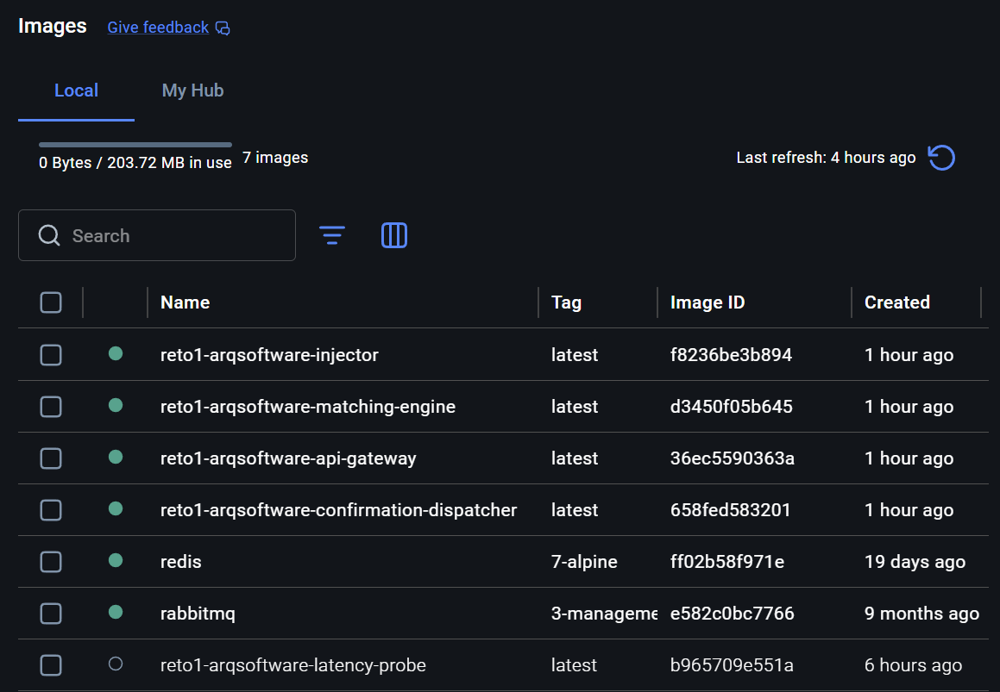 Images Give feedback
Local My Hub
0 Bytes / 203.72 MB in use 7 images Last refresh: 4 hours ago
Search
Name Tag Image ID Created
reto1-arqsoftware-injector latest f8236be3b894 1 hour ago
reto1-arqsoftware-matching-engine latest d3450f05b645 1 hour ago
reto1-arqsoftware-api-gateway latest 36ec5590363a 1 hour ago
reto1-arqsoftware-confirmation-dispatcher latest 658fed583201 1 hour ago
redis 7-alpine ff02b58f971e 19 days ago
rabbitmq 3-manageme e582c0bc7766 9 months ago
reto1-arqsoftware-latency-probe latest b965709e551a 6 hours ago